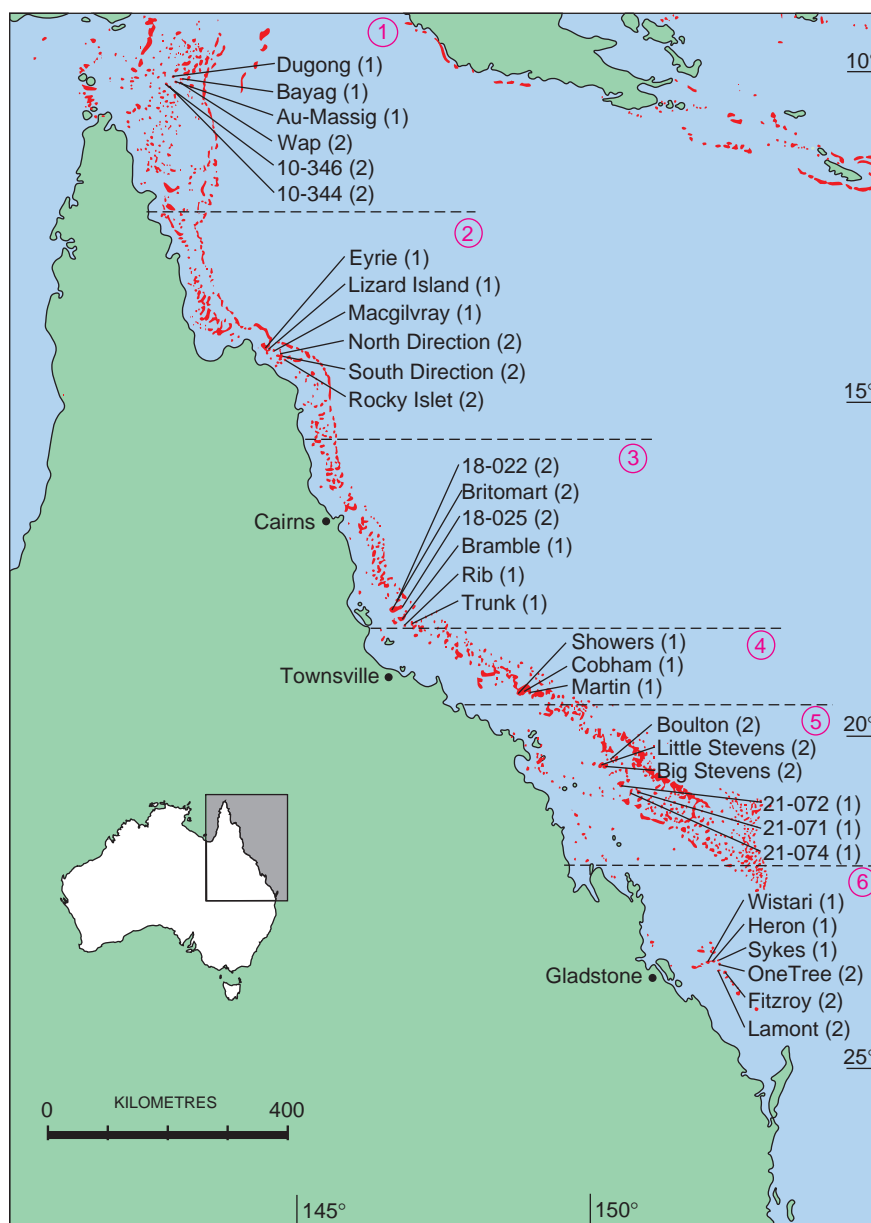 1
10°
Dugong (1)
Bayag (1)
Au-Massig (1)
Wap (2)
10-346 (2)
10-344 (2)
2
Eyrie (1)
Lizard Island (1)
Macgilvray (1)
North Direction (2)
South Direction (2)
Rocky Islet (2)
15°
3
18-022 (2)
Britomart (2)
18-025 (2)
Bramble (1)
Rib (1)
Trunk (1)
Cairns
4
Showers (1)
Cobham (1)
Martin (1)
Townsville
5
20°
Boulton (2)
Little Stevens (2)
Big Stevens (2)
21-072 (1)
21-071 (1)
21-074 (1)
6
Wistari (1)
Heron (1)
Sykes (1)
OneTree (2)
Fitzroy (2)
Lamont (2)
Gladstone
25°
KILOMETRES
0 400
145° 150°